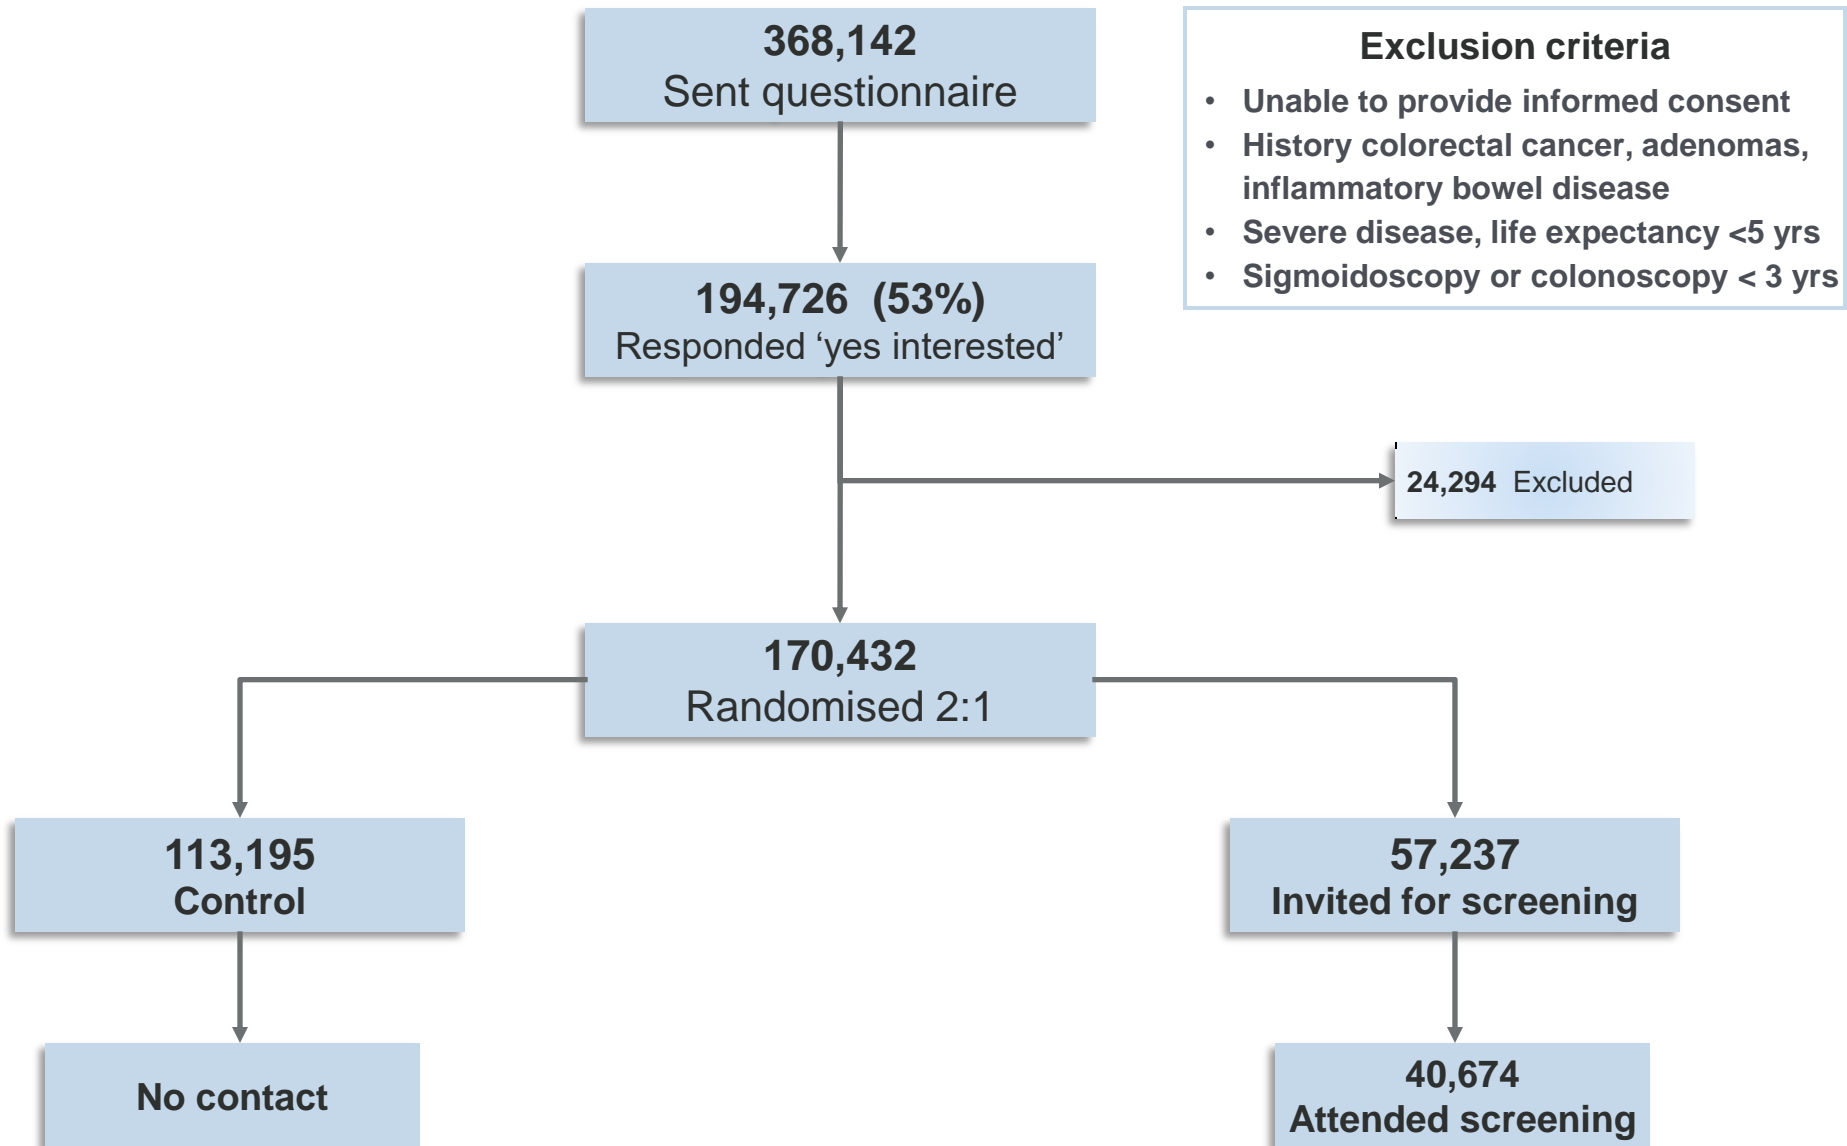 368,142
Sent questionnaire
Exclusion criteria
• Unable to provide informed consent
• History colorectal cancer, adenomas,
inflammatory bowel disease
• Severe disease, life expectancy <5 yrs
• Sigmoidoscopy or colonoscopy < 3 yrs
194,726 (53%)
Responded ‘yes interested’
24,294 Excluded
170,432
Randomised 2:1
113,195
Control
57,237
Invited for screening
No contact
40,674
Attended screening